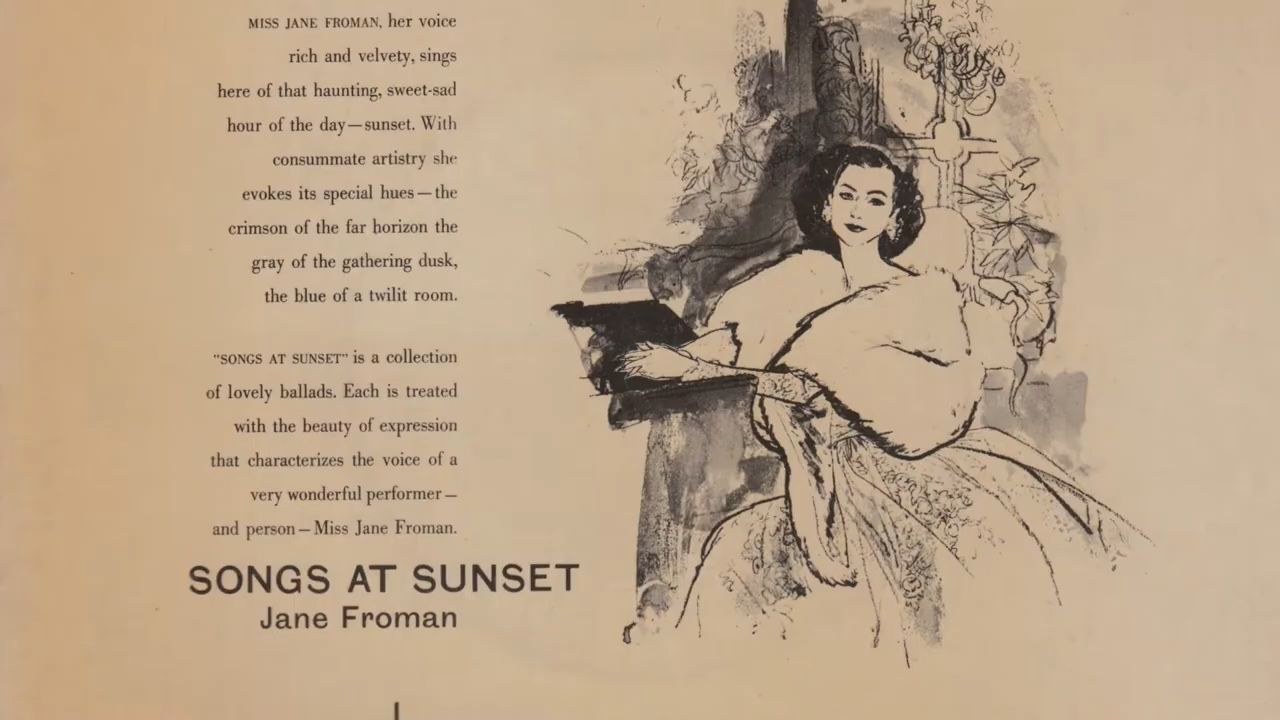 MISS JANE FROMAN, her voice
rich and velvety, sings
here of that haunting, sweet-sad
hour of the day—sunset. With
consummate artistry she
evokes its special hues—the
crimson of the far horizon the
gray of the gathering dusk,
the blue of a twilit room.
"SONGS AT SUNSET" is a collection
of lovely ballads. Each is treated
with the beauty of expression
that characterizes the voice of a
very wonderful performer—
and person—Miss Jane Froman.
SONGS AT SUNSET
Jane Froman